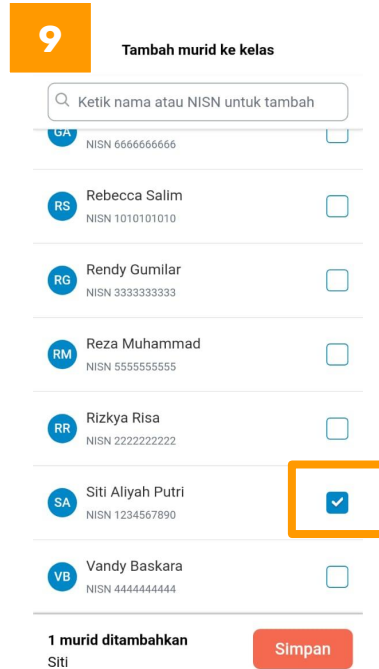 9
Tambah murid ke kelas
Ketik nama atau NISN untuk tambah
GA
NISN 6666666666
RS
Rebecca Salim
NISN 1010101010
RG
Rendy Gumilar
NISN 3333333333
RM
Reza Muhammad
NISN 5555555555
RR
Rizkya Risa
NISN 2222222222
SA
Siti Aliyah Putri
NISN 1234567890
VB
Vandy Baskara
NISN 4444444444
1 murid ditambahkan
Siti
Simpan